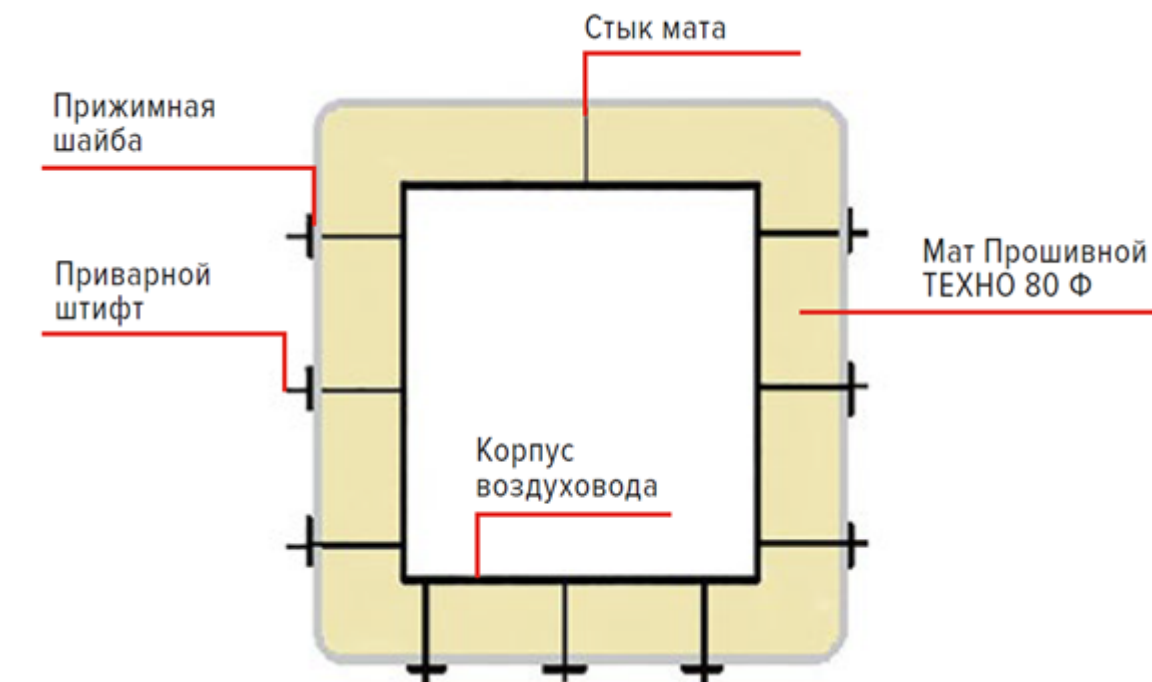 Стык мата
Прижимная
шайба
Приварной
штифт
Мат Прошивной
ТЕХНО 80 Ф
Корпус
воздуховода